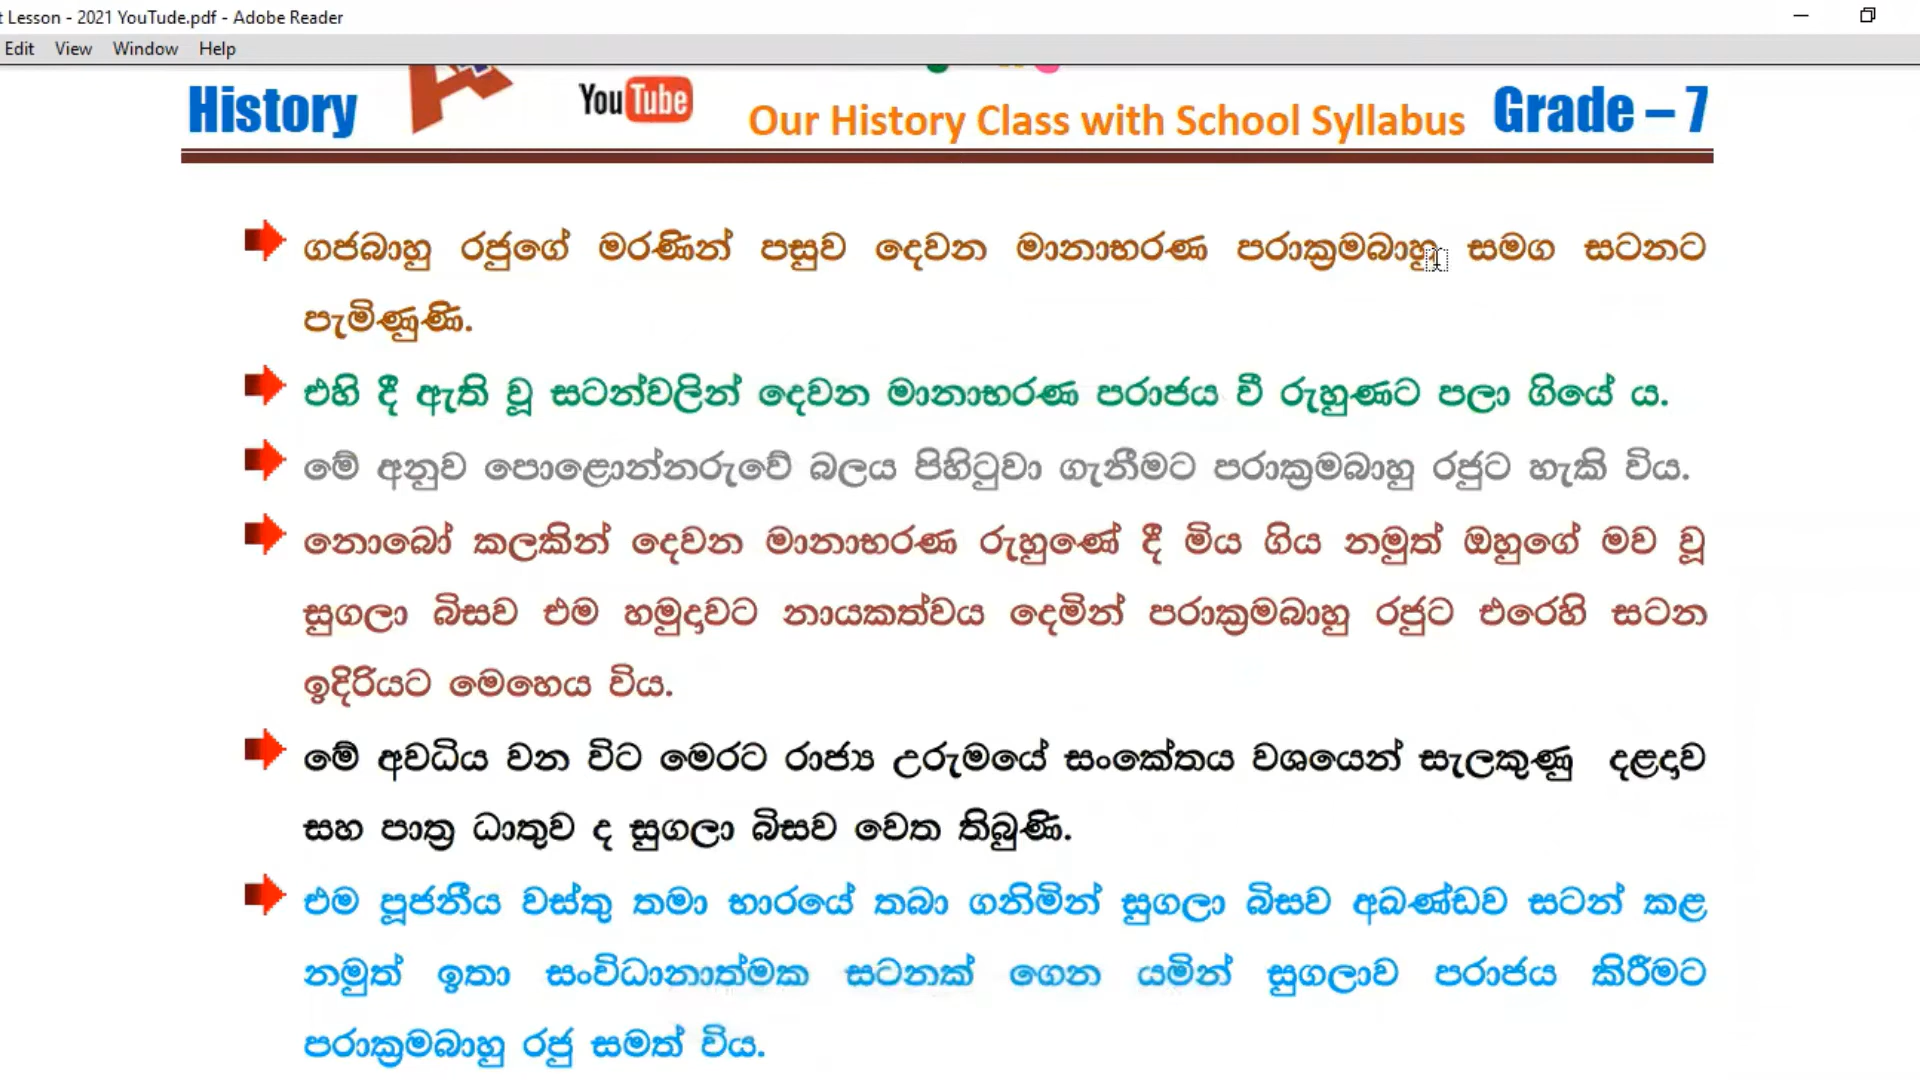 t Lesson - 2021 YouTude.pdf - Adobe Reader
Edit View Window Help
History YouTube Our History Class with School Syllabus Grade – 7
ගජබාහු රජුගේ මරණින් පසුව දෙවන මානාභරණ පරාක්‍රමබාහු සමග සටනට
පැමිණුණි.
එහි දී ඇති වූ සටන්වලින් දෙවන මානාභරණ පරාජය වී රුහුණට පලා ගියේ ය.
මේ අනුව පොළොන්නරුවේ බලය පිහිටුවා ගැනීමට පරාක්‍රමබාහු රජුට හැකි විය.
නොබෝ කලකින් දෙවන මානාභරණ රුහුණේ දී මිය ගිය නමුත් ඔහුගේ මව වූ
සුගලා බිසව එම හමුදාවට නායකත්වය දෙමින් පරාක්‍රමබාහු රජුට එරෙහි සටන
ඉදිරියට මෙහෙය විය.
මේ අවධිය වන විට මෙරට රාජ්‍ය උරුමයේ සංකේතය වශයෙන් සැලකුණු දළදාව
සහ පාත්‍ර ධාතුව ද සුගලා බිසව වෙත තිබුණි.
එම පූජනීය වස්තු තමා භාරයේ තබා ගනිමින් සුගලා බිසව අඛණ්ඩව සටන් කළ
නමුත් ඉතා සංවිධානාත්මක සටනක් ගෙන යමින් සුගලාව පරාජය කිරීමට
පරාක්‍රමබාහු රජු සමත් විය.